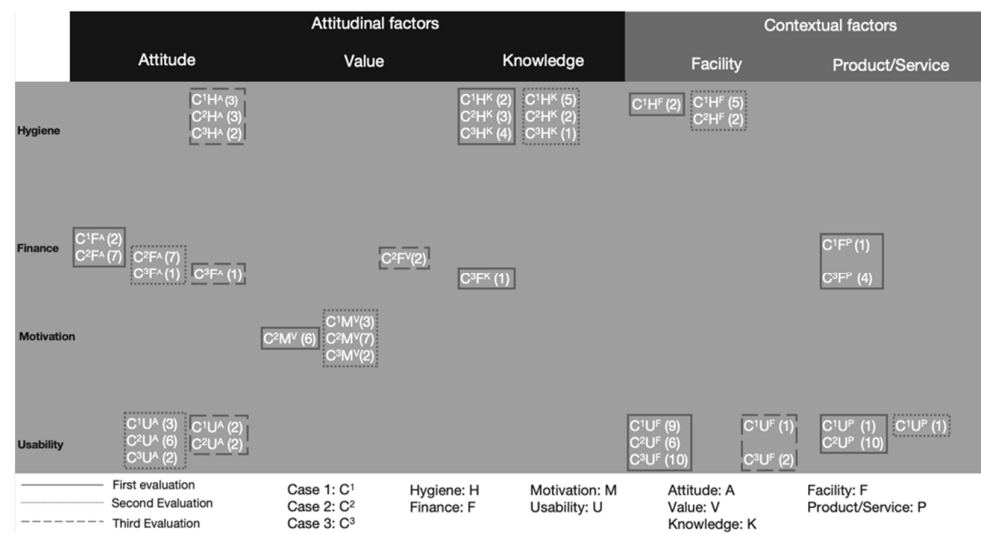 Attitudinal factors
Contextual factors
Attitude
Value
Knowledge
Facility
Product/Service
Hygiene
C¹Hᴬ (3)
C²Hᴬ (3)
C³Hᴬ (2)
C¹Hᴷ (2)
C²Hᴷ (3)
C³Hᴷ (4)
C¹Hᴷ (5)
C²Hᴷ (2)
C³Hᴷ (1)
C¹Hᶠ (2)
C¹Hᶠ (5)
C²Hᶠ (2)
Finance
C¹Fᴬ (2)
C²Fᴬ (7)
C²Fᴬ (7)
C³Fᴬ (1)
C³Fᴬ (1)
C²Fⱽ(2)
C³Fᴷ (1)
C¹Fᴾ (1)
C³Fᴾ (4)
Motivation
C²Mⱽ (6)
C¹Mⱽ(3)
C²Mⱽ(7)
C³Mⱽ(2)
Usability
C¹Uᴬ (3)
C²Uᴬ (6)
C³Uᴬ (2)
C¹Uᴬ (2)
C²Uᴬ (2)
C¹Uᶠ (9)
C²Uᶠ (6)
C³Uᶠ (10)
C¹Uᶠ (1)
C³Uᶠ (2)
C¹Uᴾ (1)
C²Uᴾ (10)
C¹Uᴾ (1)
First evaluation
Second Evaluation
Third Evaluation
Case 1: C¹
Case 2: C²
Case 3: C³
Hygiene: H
Finance: F
Motivation: M
Usability: U
Attitude: A
Value: V
Knowledge: K
Facility: F
Product/Service: P